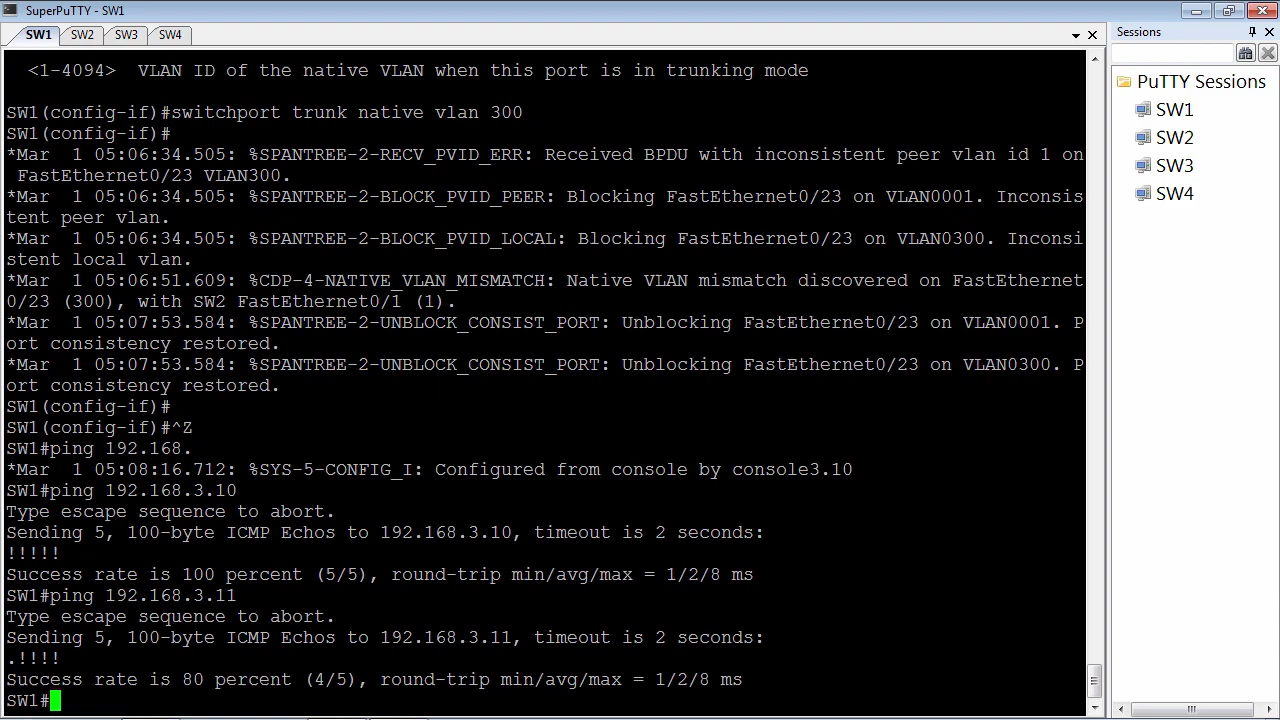 SuperPuTTY - SW1
SW1
SW2
SW3
SW4
<1-4094>  VLAN ID of the native VLAN when this port is in trunking mode
SW1(config-if)#switchport trunk native vlan 300
SW1(config-if)#
*Mar  1 05:06:34.505: %SPANTREE-2-RECV_PVID_ERR: Received BPDU with inconsistent peer vlan id 1 on
 FastEthernet0/23 VLAN300.
*Mar  1 05:06:34.505: %SPANTREE-2-BLOCK_PVID_PEER: Blocking FastEthernet0/23 on VLAN0001. Inconsis
tent peer vlan.
*Mar  1 05:06:34.505: %SPANTREE-2-BLOCK_PVID_LOCAL: Blocking FastEthernet0/23 on VLAN0300. Inconsi
stent local vlan.
*Mar  1 05:06:51.609: %CDP-4-NATIVE_VLAN_MISMATCH: Native VLAN mismatch discovered on FastEthernet
0/23 (300), with SW2 FastEthernet0/1 (1).
*Mar  1 05:07:53.584: %SPANTREE-2-UNBLOCK_CONSIST_PORT: Unblocking FastEthernet0/23 on VLAN0001. P
ort consistency restored.
*Mar  1 05:07:53.584: %SPANTREE-2-UNBLOCK_CONSIST_PORT: Unblocking FastEthernet0/23 on VLAN0300. P
ort consistency restored.
SW1(config-if)#
SW1(config-if)#^Z
SW1#ping 192.168.
*Mar  1 05:08:16.712: %SYS-5-CONFIG_I: Configured from console by console3.10
SW1#ping 192.168.3.10
Type escape sequence to abort.
Sending 5, 100-byte ICMP Echos to 192.168.3.10, timeout is 2 seconds:
!!!!!
Success rate is 100 percent (5/5), round-trip min/avg/max = 1/2/8 ms
SW1#ping 192.168.3.11
Type escape sequence to abort.
Sending 5, 100-byte ICMP Echos to 192.168.3.11, timeout is 2 seconds:
.!!!!
Success rate is 80 percent (4/5), round-trip min/avg/max = 1/2/8 ms
SW1#
Sessions
PuTTY Sessions
SW1
SW2
SW3
SW4